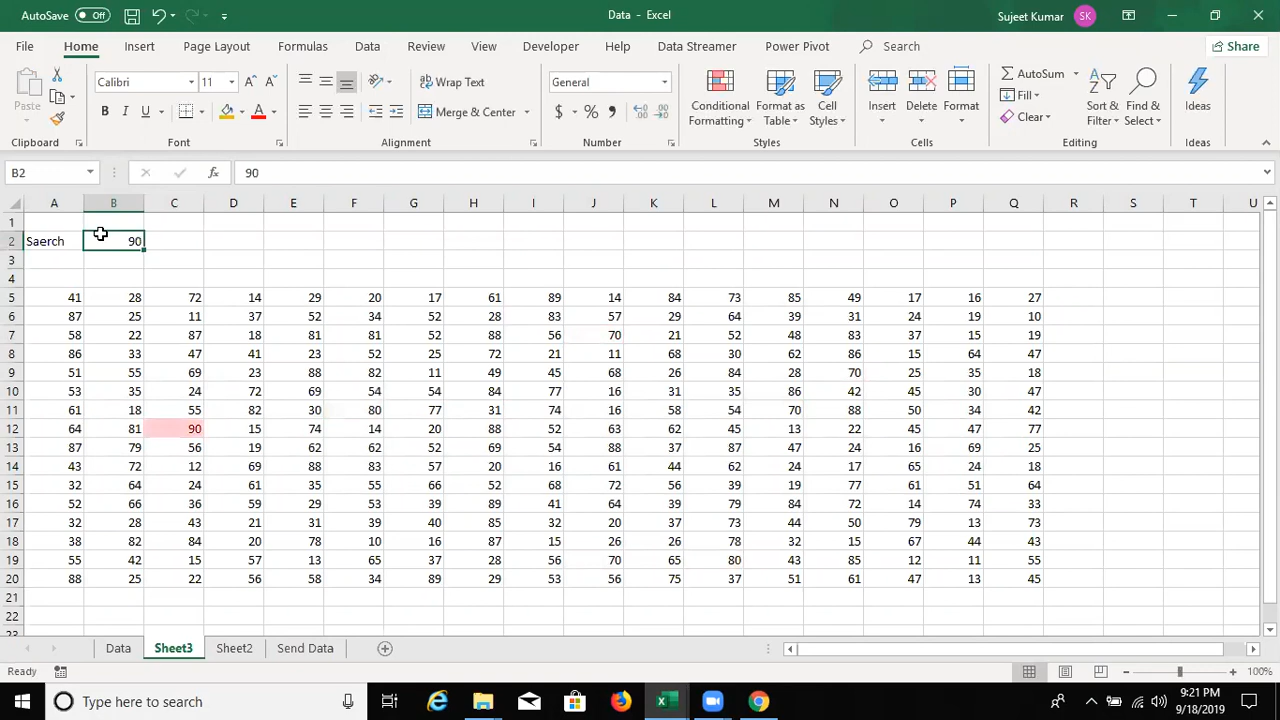 AutoSave Off Data - Excel Sujeet Kumar SK
File Home Insert Page Layout Formulas Data Review View Developer Help Data Streamer Power Pivot Search Share
Paste Calibri 11 Wrap Text General Conditional Formatting Format as Table Cell Styles Insert Delete Format AutoSum Sort & Filter Find & Select Ideas
B I U Merge & Center $ % Fill Clear
Clipboard Font Alignment Number Styles Cells Editing Ideas
B2 fx 90
A B C D E F G H I J K L M N O P Q R S T U
1
2 Saerch 90
3
4
5 41 28 72 14 29 20 17 61 89 14 84 73 85 49 17 16 27
6 87 25 11 37 52 34 52 28 83 57 29 64 39 31 24 19 10
7 58 22 87 18 81 81 52 88 56 70 21 52 48 83 37 15 19
8 86 33 47 41 23 52 25 72 21 11 68 30 62 86 15 64 47
9 51 55 69 23 88 82 11 49 45 68 26 84 28 70 25 35 18
10 53 35 24 72 69 54 54 84 77 16 31 35 86 42 45 30 47
11 61 18 55 82 30 80 77 31 74 16 58 54 70 88 50 34 42
12 64 81 90 15 74 14 20 88 52 63 62 45 13 22 45 47 77
13 87 79 56 19 62 62 52 69 54 88 37 87 47 24 16 69 25
14 43 72 12 69 88 83 57 20 16 61 44 62 24 17 65 24 18
15 32 64 24 61 35 55 66 52 68 72 56 39 19 77 61 51 64
16 52 66 36 59 29 53 39 89 41 64 39 79 84 72 14 74 33
17 32 28 43 21 31 39 40 85 32 20 37 73 44 50 79 13 73
18 38 82 84 20 78 10 16 87 15 26 26 78 32 15 67 44 43
19 55 42 15 57 13 65 37 28 56 70 65 80 43 85 12 11 55
20 88 25 22 56 58 34 89 29 53 56 75 37 51 61 47 13 45
21
22
23
Data Sheet3 Sheet2 Send Data
Ready 100%
Type here to search 9:21 PM
9/18/2019